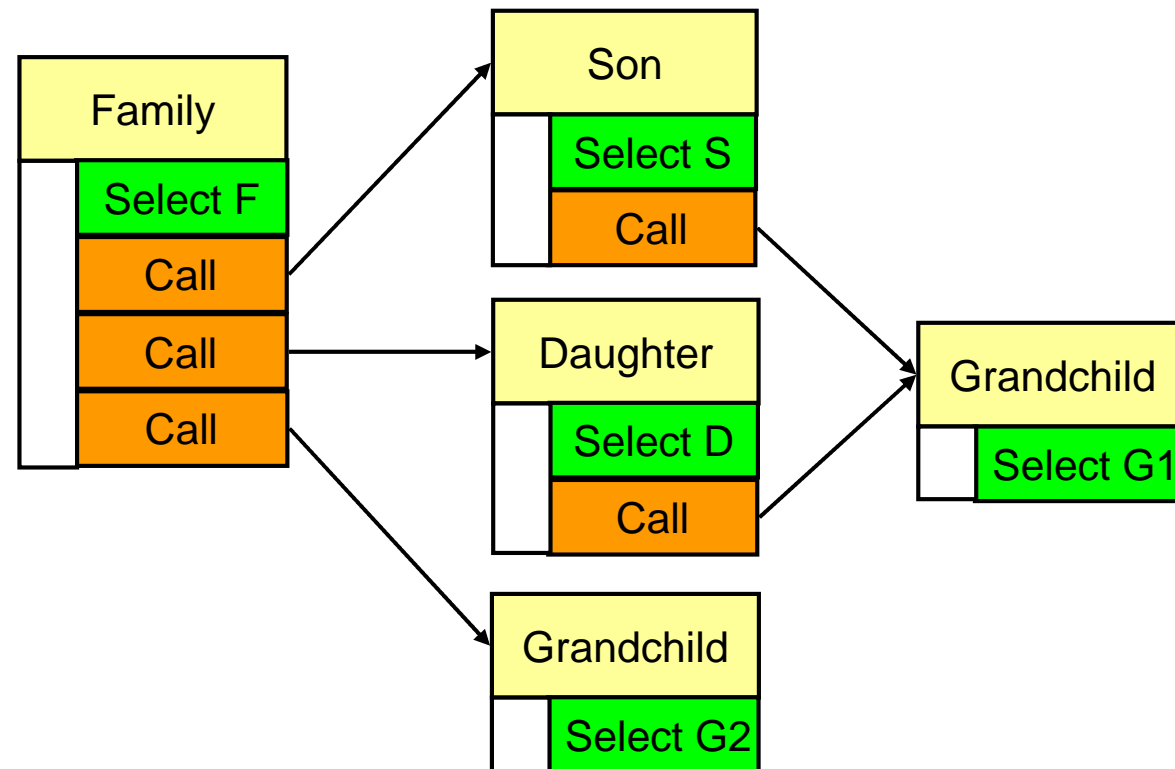 Family
Select F
Call
Call
Call
Son
Select S
Call
Daughter
Select D
Call
Grandchild
Select G2
Grandchild
Select G1